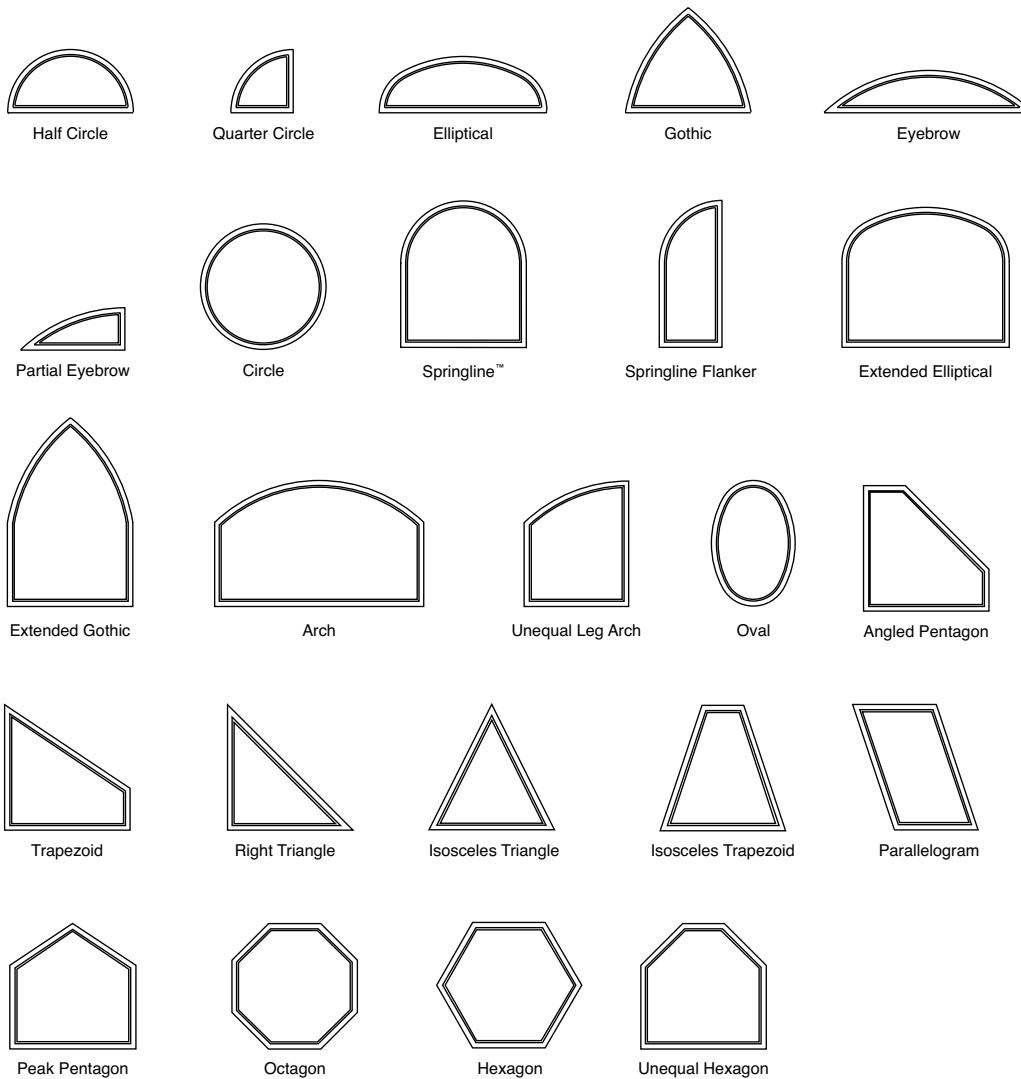 Half Circle
Quarter Circle
Elliptical
Gothic
Eyebrow
Partial Eyebrow
Circle
Springline™
Springline Flanker
Extended Elliptical
Extended Gothic
Arch
Unequal Leg Arch
Oval
Angled Pentagon
Trapezoid
Right Triangle
Isosceles Triangle
Isosceles Trapezoid
Parallelogram
Peak Pentagon
Octagon
Hexagon
Unequal Hexagon